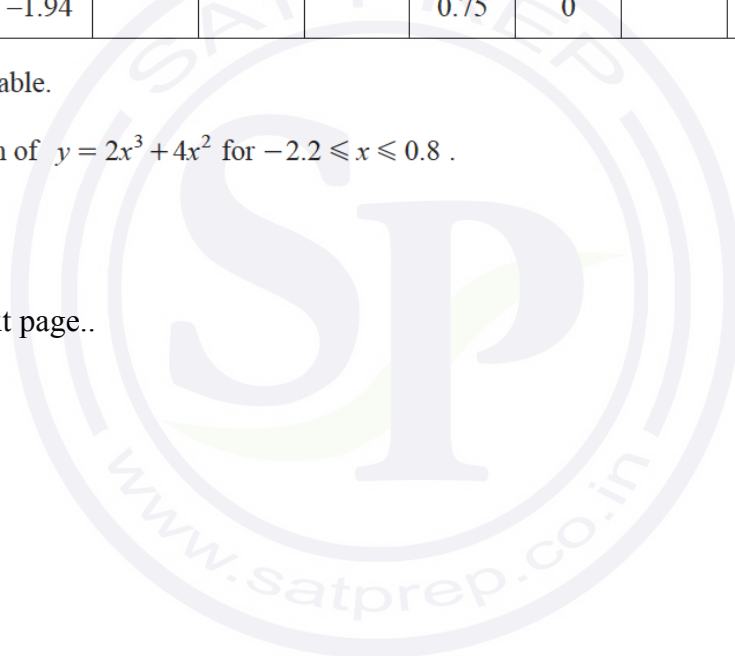 −1.94 0.75 0
able.
n of y = 2x³ + 4x² for −2.2 ⩽ x ⩽ 0.8 .
t page..
SATPREP
SP
www.satprep.co.in